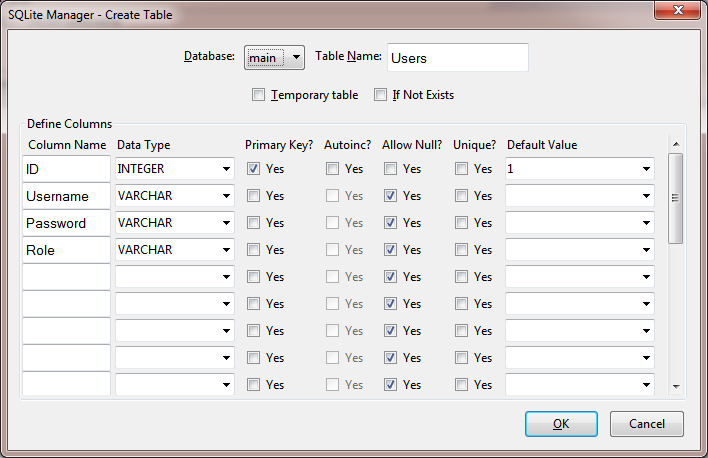 SQLite Manager - Create Table
Database: main Table Name: Users
Temporary table If Not Exists
Define Columns
Column Name Data Type Primary Key? Autoinc? Allow Null? Unique? Default Value
ID INTEGER Yes Yes Yes Yes 1
Username VARCHAR Yes Yes Yes Yes
Password VARCHAR Yes Yes Yes Yes
Role VARCHAR Yes Yes Yes Yes
Yes Yes Yes Yes
Yes Yes Yes Yes
Yes Yes Yes Yes
Yes Yes Yes Yes
Yes Yes Yes Yes
OK Cancel